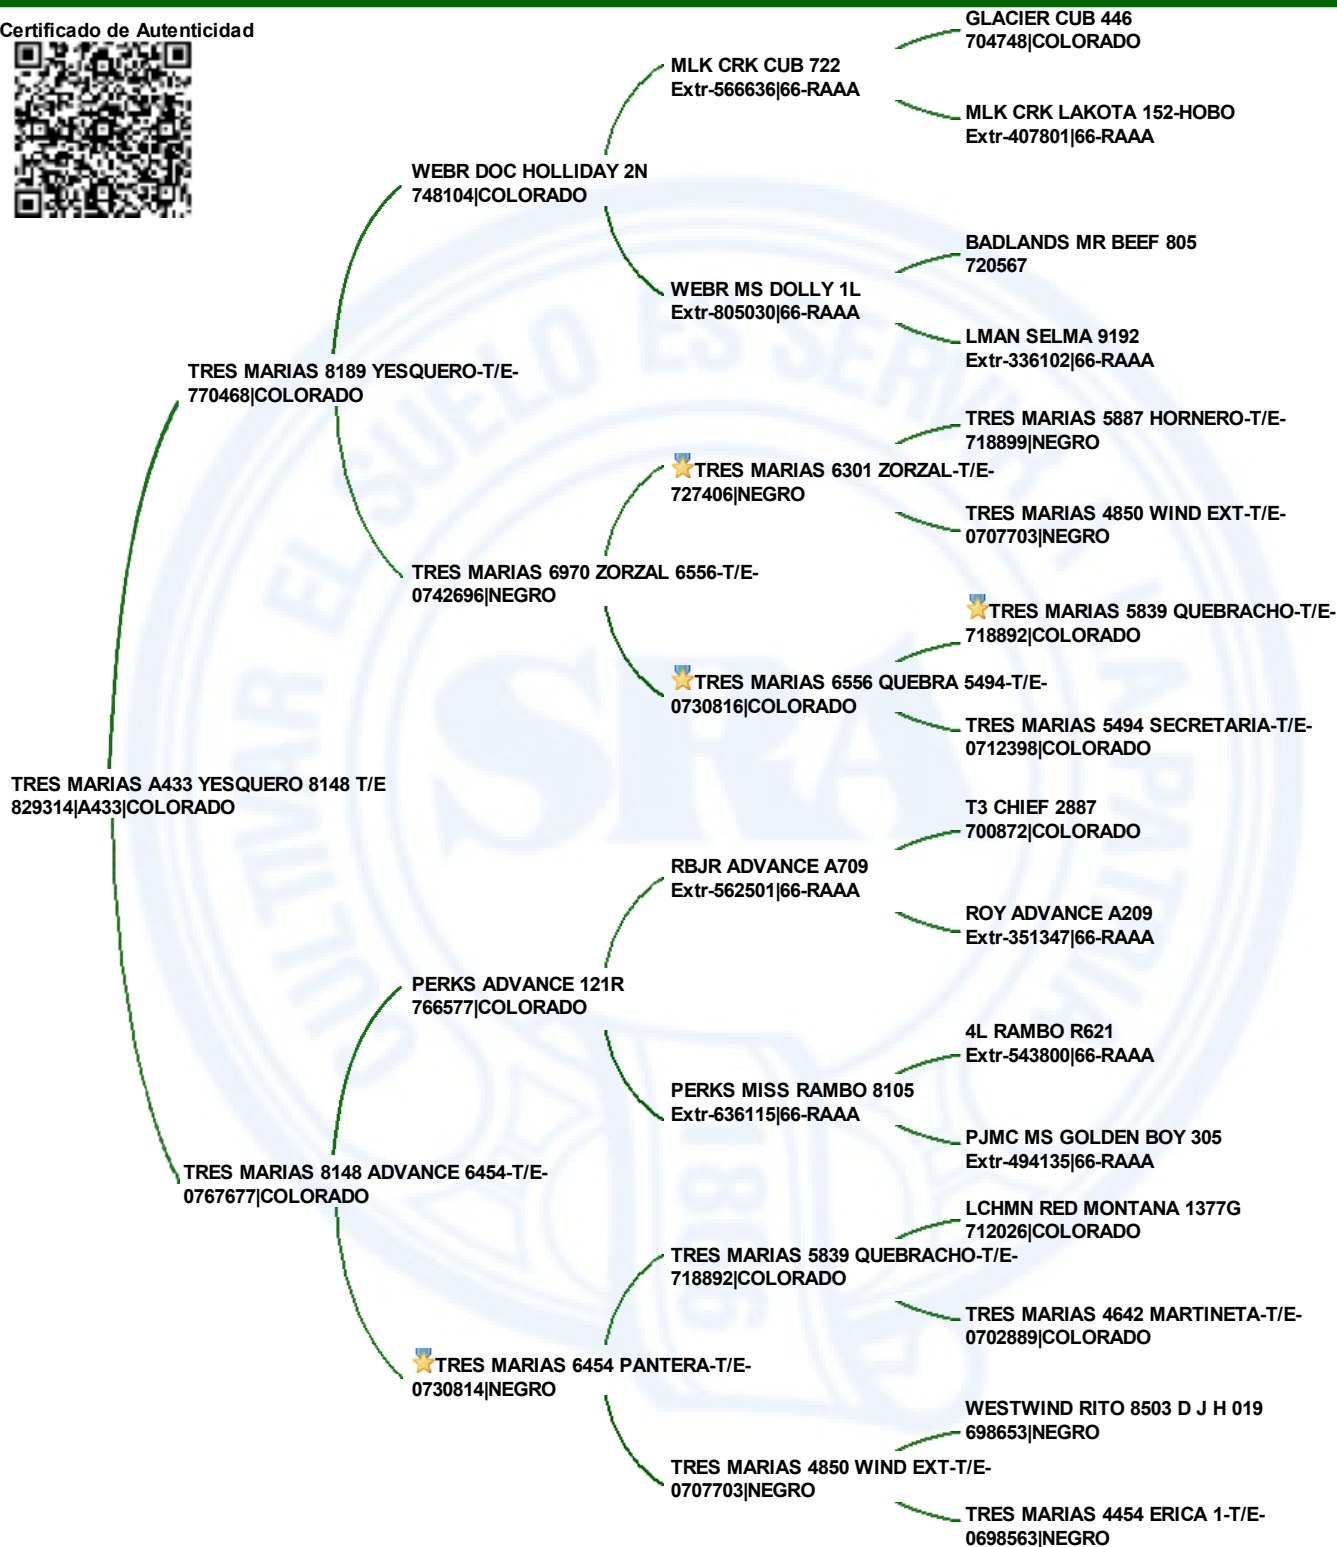 Certificado de Autenticidad
GLACIER CUB 446
704748|COLORADO
MLK CRK CUB 722
Extr-566636|66-RAAA
MLK CRK LAKOTA 152-HOBO
Extr-407801|66-RAAA
WEBR DOC HOLLIDAY 2N
748104|COLORADO
BADLANDS MR BEEF 805
720567
WEBR MS DOLLY 1L
Extr-805030|66-RAAA
LMAN SELMA 9192
Extr-336102|66-RAAA
TRES MARIAS 8189 YESQUERO-T/E-
770468|COLORADO
TRES MARIAS 5887 HORNERO-T/E-
718899|NEGRO
TRES MARIAS 6301 ZORZAL-T/E-
727406|NEGRO
TRES MARIAS 4850 WIND EXT-T/E-
0707703|NEGRO
TRES MARIAS 6970 ZORZAL 6556-T/E-
0742696|NEGRO
TRES MARIAS 5839 QUEBRACHO-T/E-
718892|COLORADO
TRES MARIAS 6556 QUEBRA 5494-T/E-
0730816|COLORADO
TRES MARIAS 5494 SECRETARIA-T/E-
0712398|COLORADO
TRES MARIAS A433 YESQUERO 8148 T/E
829314|A433|COLORADO
T3 CHIEF 2887
700872|COLORADO
RBJR ADVANCE A709
Extr-562501|66-RAAA
ROY ADVANCE A209
Extr-351347|66-RAAA
PERKS ADVANCE 121R
766577|COLORADO
4L RAMBO R621
Extr-543800|66-RAAA
PERKS MISS RAMBO 8105
Extr-636115|66-RAAA
PJMC MS GOLDEN BOY 305
Extr-494135|66-RAAA
TRES MARIAS 8148 ADVANCE 6454-T/E-
0767677|COLORADO
LCHMN RED MONTANA 1377G
712026|COLORADO
TRES MARIAS 5839 QUEBRACHO-T/E-
718892|COLORADO
TRES MARIAS 4642 MARTINETA-T/E-
0702889|COLORADO
TRES MARIAS 6454 PANTERA-T/E-
0730814|NEGRO
WESTWIND RITO 8503 D J H 019
698653|NEGRO
TRES MARIAS 4850 WIND EXT-T/E-
0707703|NEGRO
TRES MARIAS 4454 ERICA 1-T/E-
0698563|NEGRO
CULTIVAR EL SUELO ES SERVIR A LA PATRIA
SRA
1866